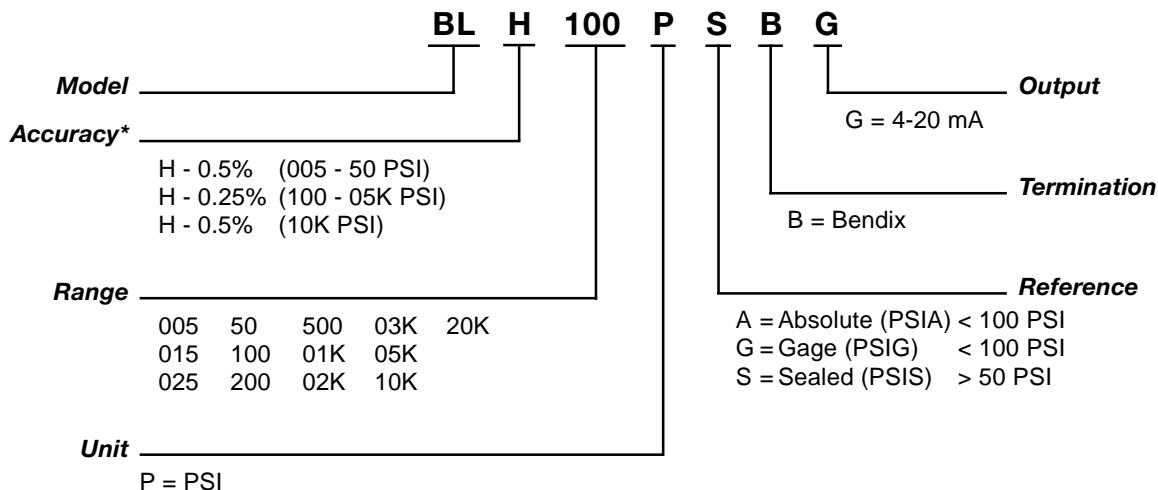 BL H 100 P S B G
Model
Output
G = 4-20 mA
Accuracy*
H - 0.5% (005 - 50 PSI)
H - 0.25% (100 - 05K PSI)
H - 0.5% (10K PSI)
Termination
B = Bendix
Range
005 50 500 03K 20K
015 100 01K 05K
025 200 02K 10K
Reference
A = Absolute (PSIA) < 100 PSI
G = Gage (PSIG) < 100 PSI
S = Sealed (PSIS) > 50 PSI
Unit
P = PSI